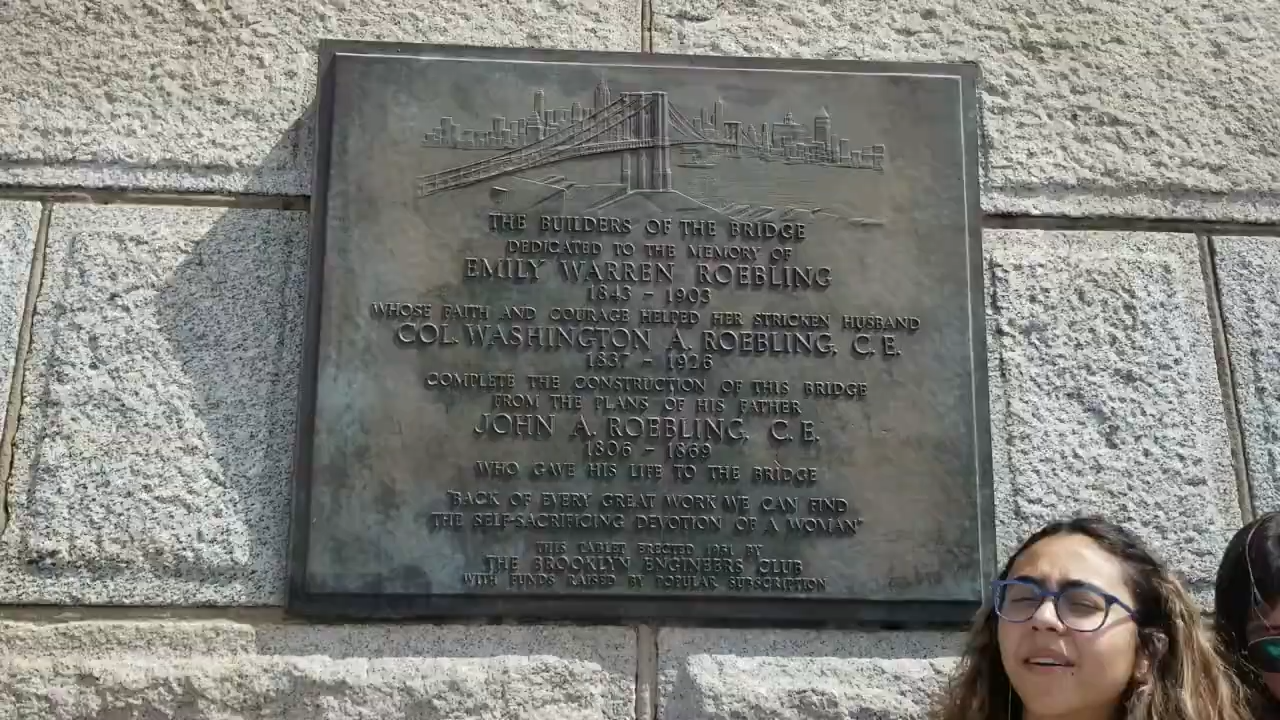 THE BUILDERS OF THE BRIDGE
DEDICATED TO THE MEMORY OF
EMILY WARREN ROEBLING
1843 - 1903
WHOSE FAITH AND COURAGE HELPED HER STRICKEN HUSBAND
COL. WASHINGTON A. ROEBLING, C. E.
1837 - 1926
COMPLETE THE CONSTRUCTION OF THIS BRIDGE
FROM THE PLANS OF HIS FATHER
JOHN A. ROEBLING, C. E.
1806 - 1869
WHO GAVE HIS LIFE TO THE BRIDGE
"BACK OF EVERY GREAT WORK WE CAN FIND
THE SELF-SACRIFICING DEVOTION OF A WOMAN"
THIS TABLET ERECTED 1951 BY
THE BROOKLYN ENGINEERS CLUB
WITH FUNDS RAISED BY POPULAR SUBSCRIPTION